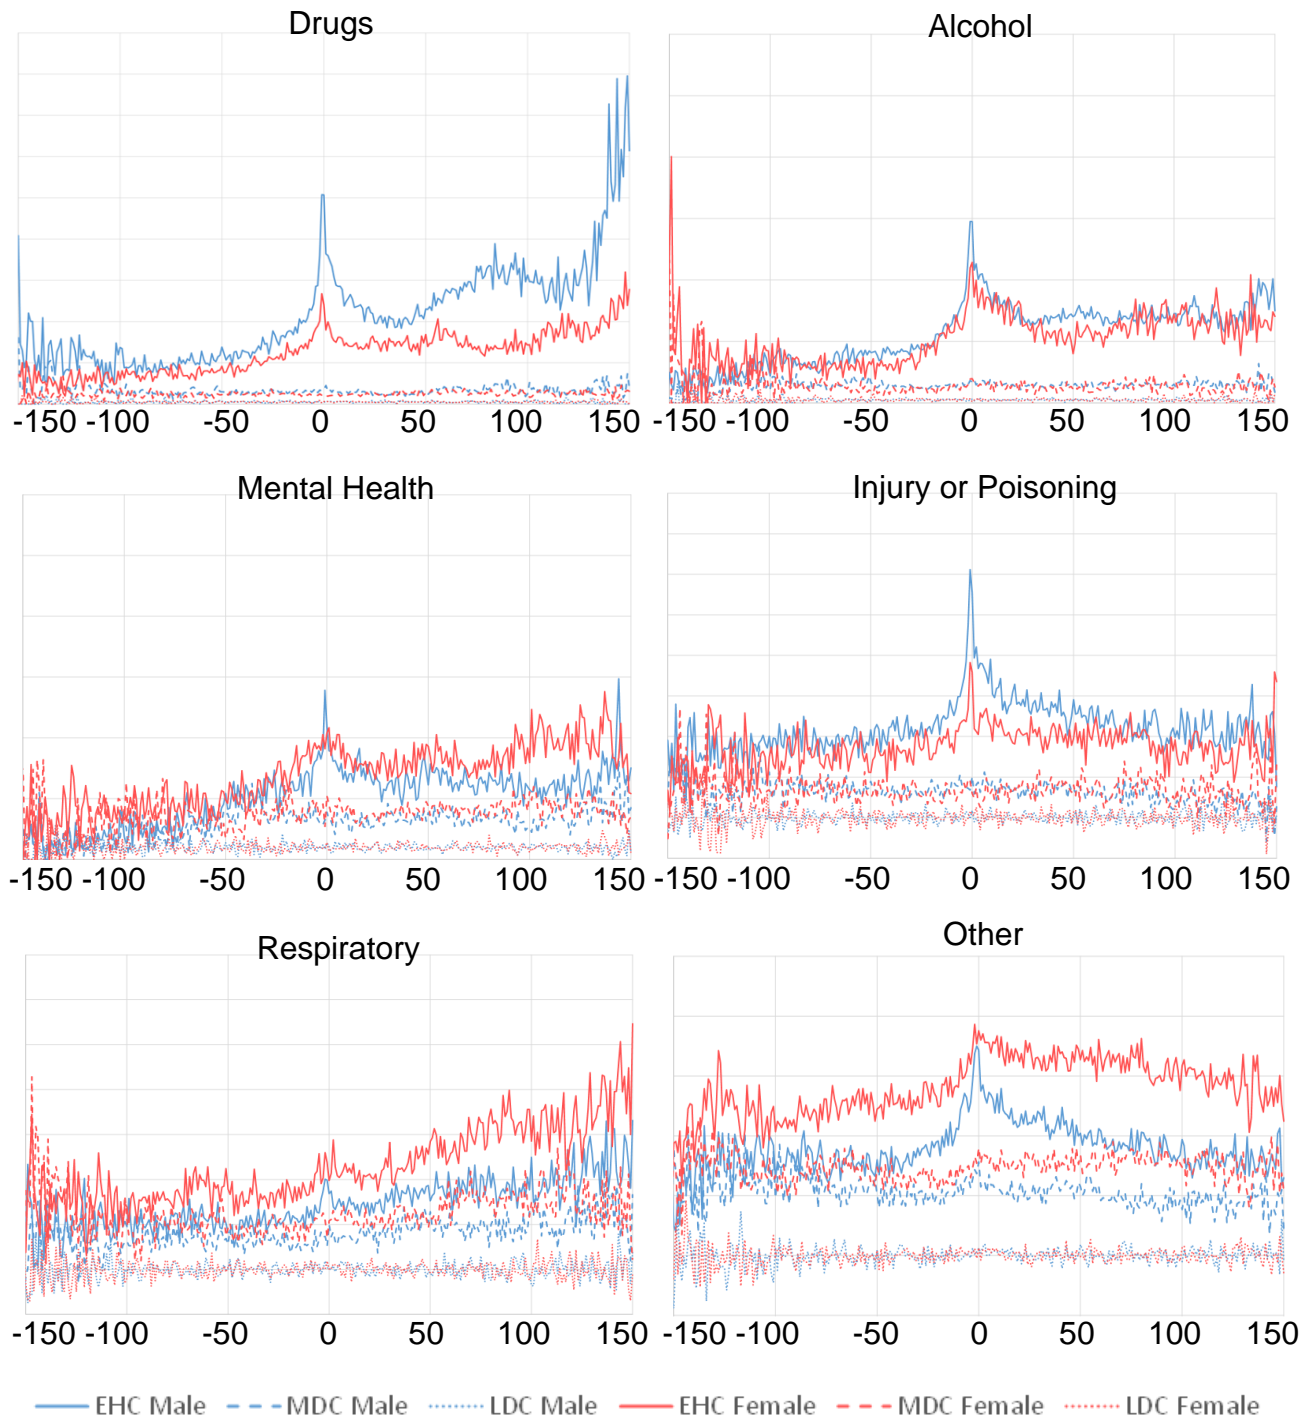 Drugs
Alcohol
-150 -100 -50 0 50 100 150
-150 -100 -50 0 50 100 150
Mental Health
Injury or Poisoning
-150 -100 -50 0 50 100 150
-150 -100 -50 0 50 100 150
Respiratory
Other
-150 -100 -50 0 50 100 150
-150 -100 -50 0 50 100 150
EHC Male MDC Male LDC Male EHC Female MDC Female LDC Female